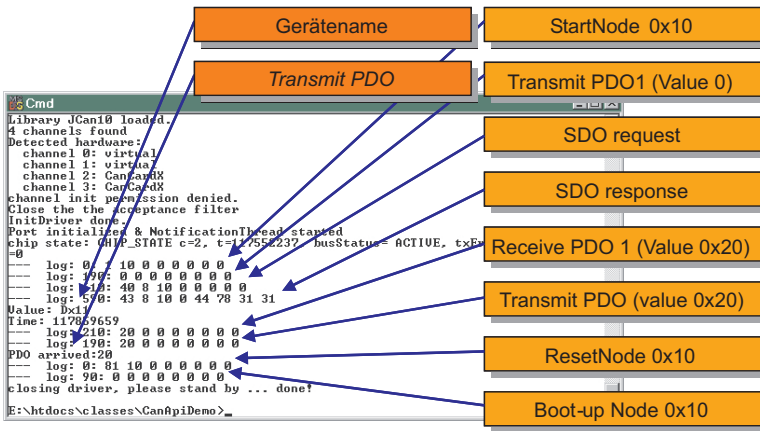 Gerätename
StartNode 0x10
Transmit PDO
Transmit PDO1 (Value 0)
SDO request
SDO response
Receive PDO 1 (Value 0x20)
Transmit PDO (value 0x20)
ResetNode 0x10
Boot-up Node 0x10
Cmd
Library JCan10 loaded.
4 channels found
Detected hardware:
channel 0: virtual
channel 1: virtual
channel 2: CanCardX
channel 3: CanCardX
channel init permission denied.
Close the the acceptance filter
InitDriver done.
Port initialized & NotificationThread started
chip state: CHIP_STATE c=2, t=117552237, busStatus= ACTIVE,
=0
--- log: 0: 1 10 0 0 0 0 0 0
--- log: 190: 0 0 0 0 0 0 0 0
--- log: 610: 40 8 10 0 0 0 0 0
--- log: 590: 43 8 10 0 44 78 31 31
Value: Dx11
Time: 117869659
--- log: 210: 20 0 0 0 0 0 0 0
--- log: 190: 20 0 0 0 0 0 0 0
PDO arrived:20
--- log: 0: 81 10 0 0 0 0 0 0
--- log: 90: 0 0 0 0 0 0 0 0
closing driver, please stand by ... done!
E:\htdocs\classes\CanApiDemo>_